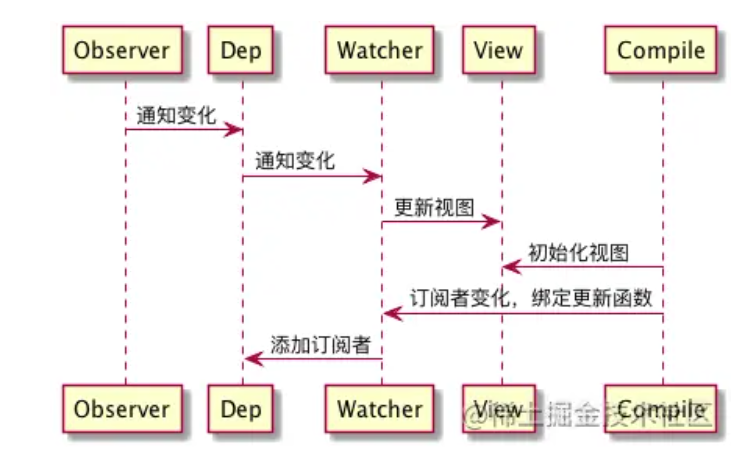 Observer Dep Watcher View Compile
通知变化
通知变化
更新视图
初始化视图
订阅者变化，绑定更新函数
添加订阅者
Observer Dep Watcher View Compile
@稀土掘金技术社区